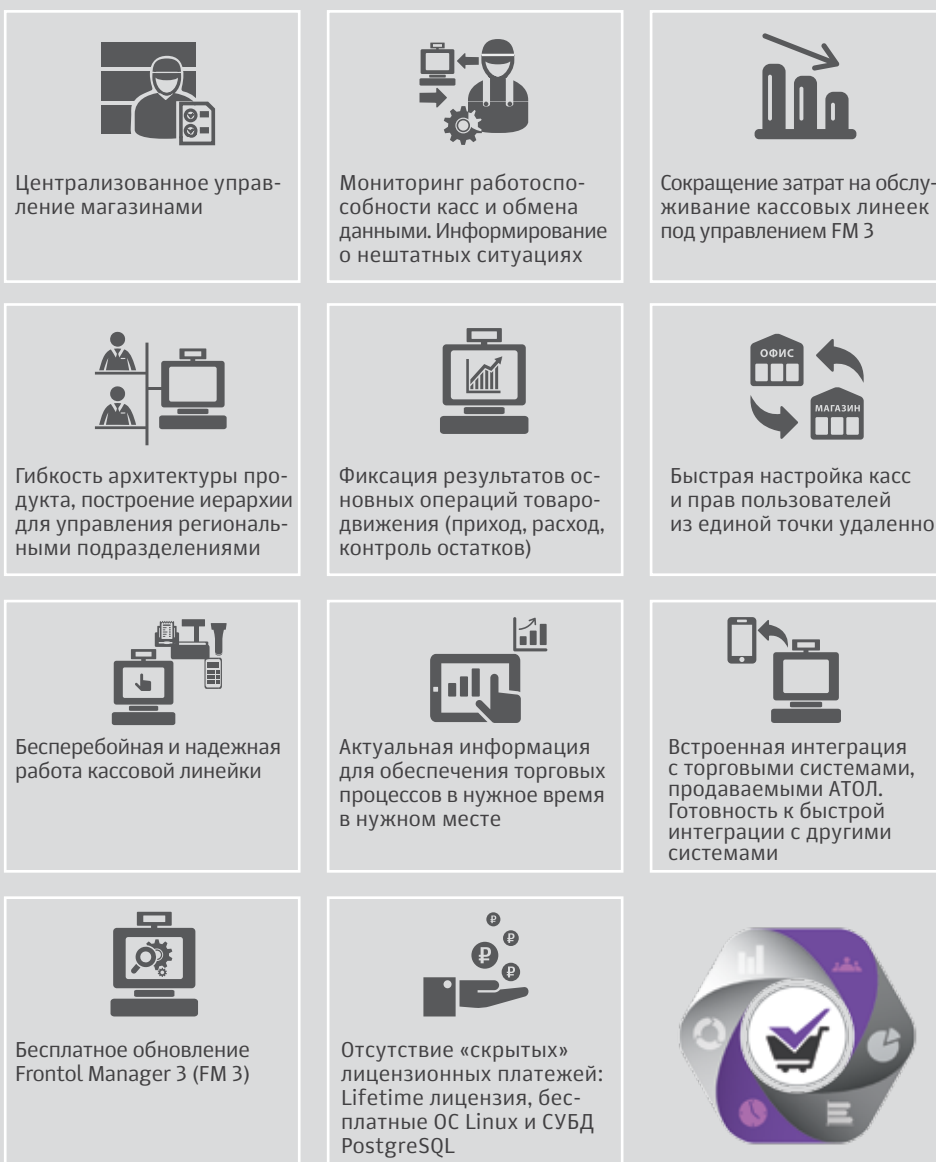 Централизованное управ-
ление магазинами
Мониторинг работоспо-
собности касс и обмена
данными. Информирование
о нештатных ситуациях
Сокращение затрат на обслу-
живание кассовых линеек
под управлением FM 3
Гибкость архитектуры про-
дукта, построение иерархии
для управления региональ-
ными подразделениями
Фиксация результатов ос-
новных операций товаро-
движения (приход, расход,
контроль остатков)
ОФИС
МАГАЗИН
Быстрая настройка касс
и прав пользователей
из единой точки удаленно
Бесперебойная и надежная
работа кассовой линейки
Актуальная информация
для обеспечения торговых
процессов в нужное время
в нужном месте
Встроенная интеграция
с торговыми системами,
продаваемыми АТОЛ.
Готовность к быстрой
интеграции с другими
системами
Бесплатное обновление
Frontol Manager 3 (FM 3)
₽
₽
₽
₽
Отсутствие «скрытых»
лицензионных платежей:
Lifetime лицензия, бес-
платные ОС Linux и СУБД
PostgreSQL